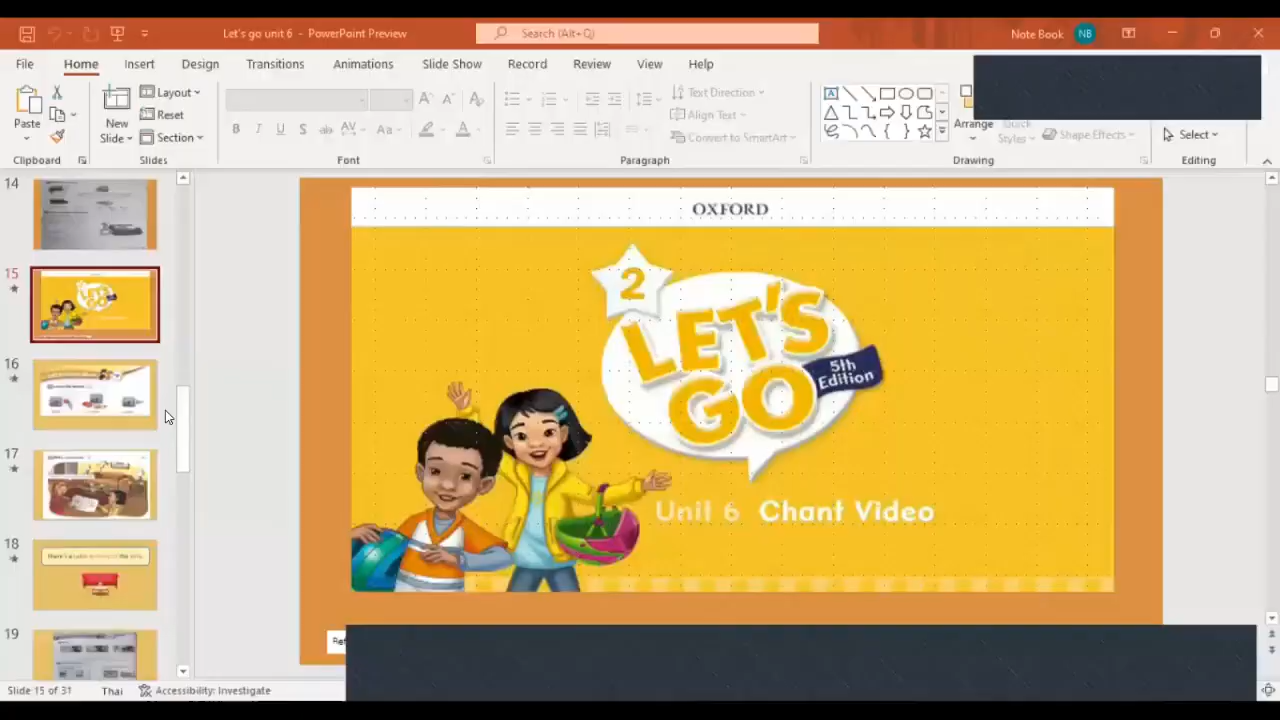 Let's go unit 6 - PowerPoint Preview
Search (Alt+Q)
Note Book NB
File Home Insert Design Transitions Animations Slide Show Record Review View Help
Paste
New
Slide
Layout
Reset
Section
Text Direction
Align Text
Convert to SmartArt
Arrange
Quick
Styles
Shape Effects
Select
Clipboard Slides Font Paragraph Drawing Editing
14
15
16
17
18
19
OXFORD
2
LET'S
GO
5th
Edition
Unit 6 Chant Video
Ref
Slide 15 of 31 Thai Accessibility: Investigate